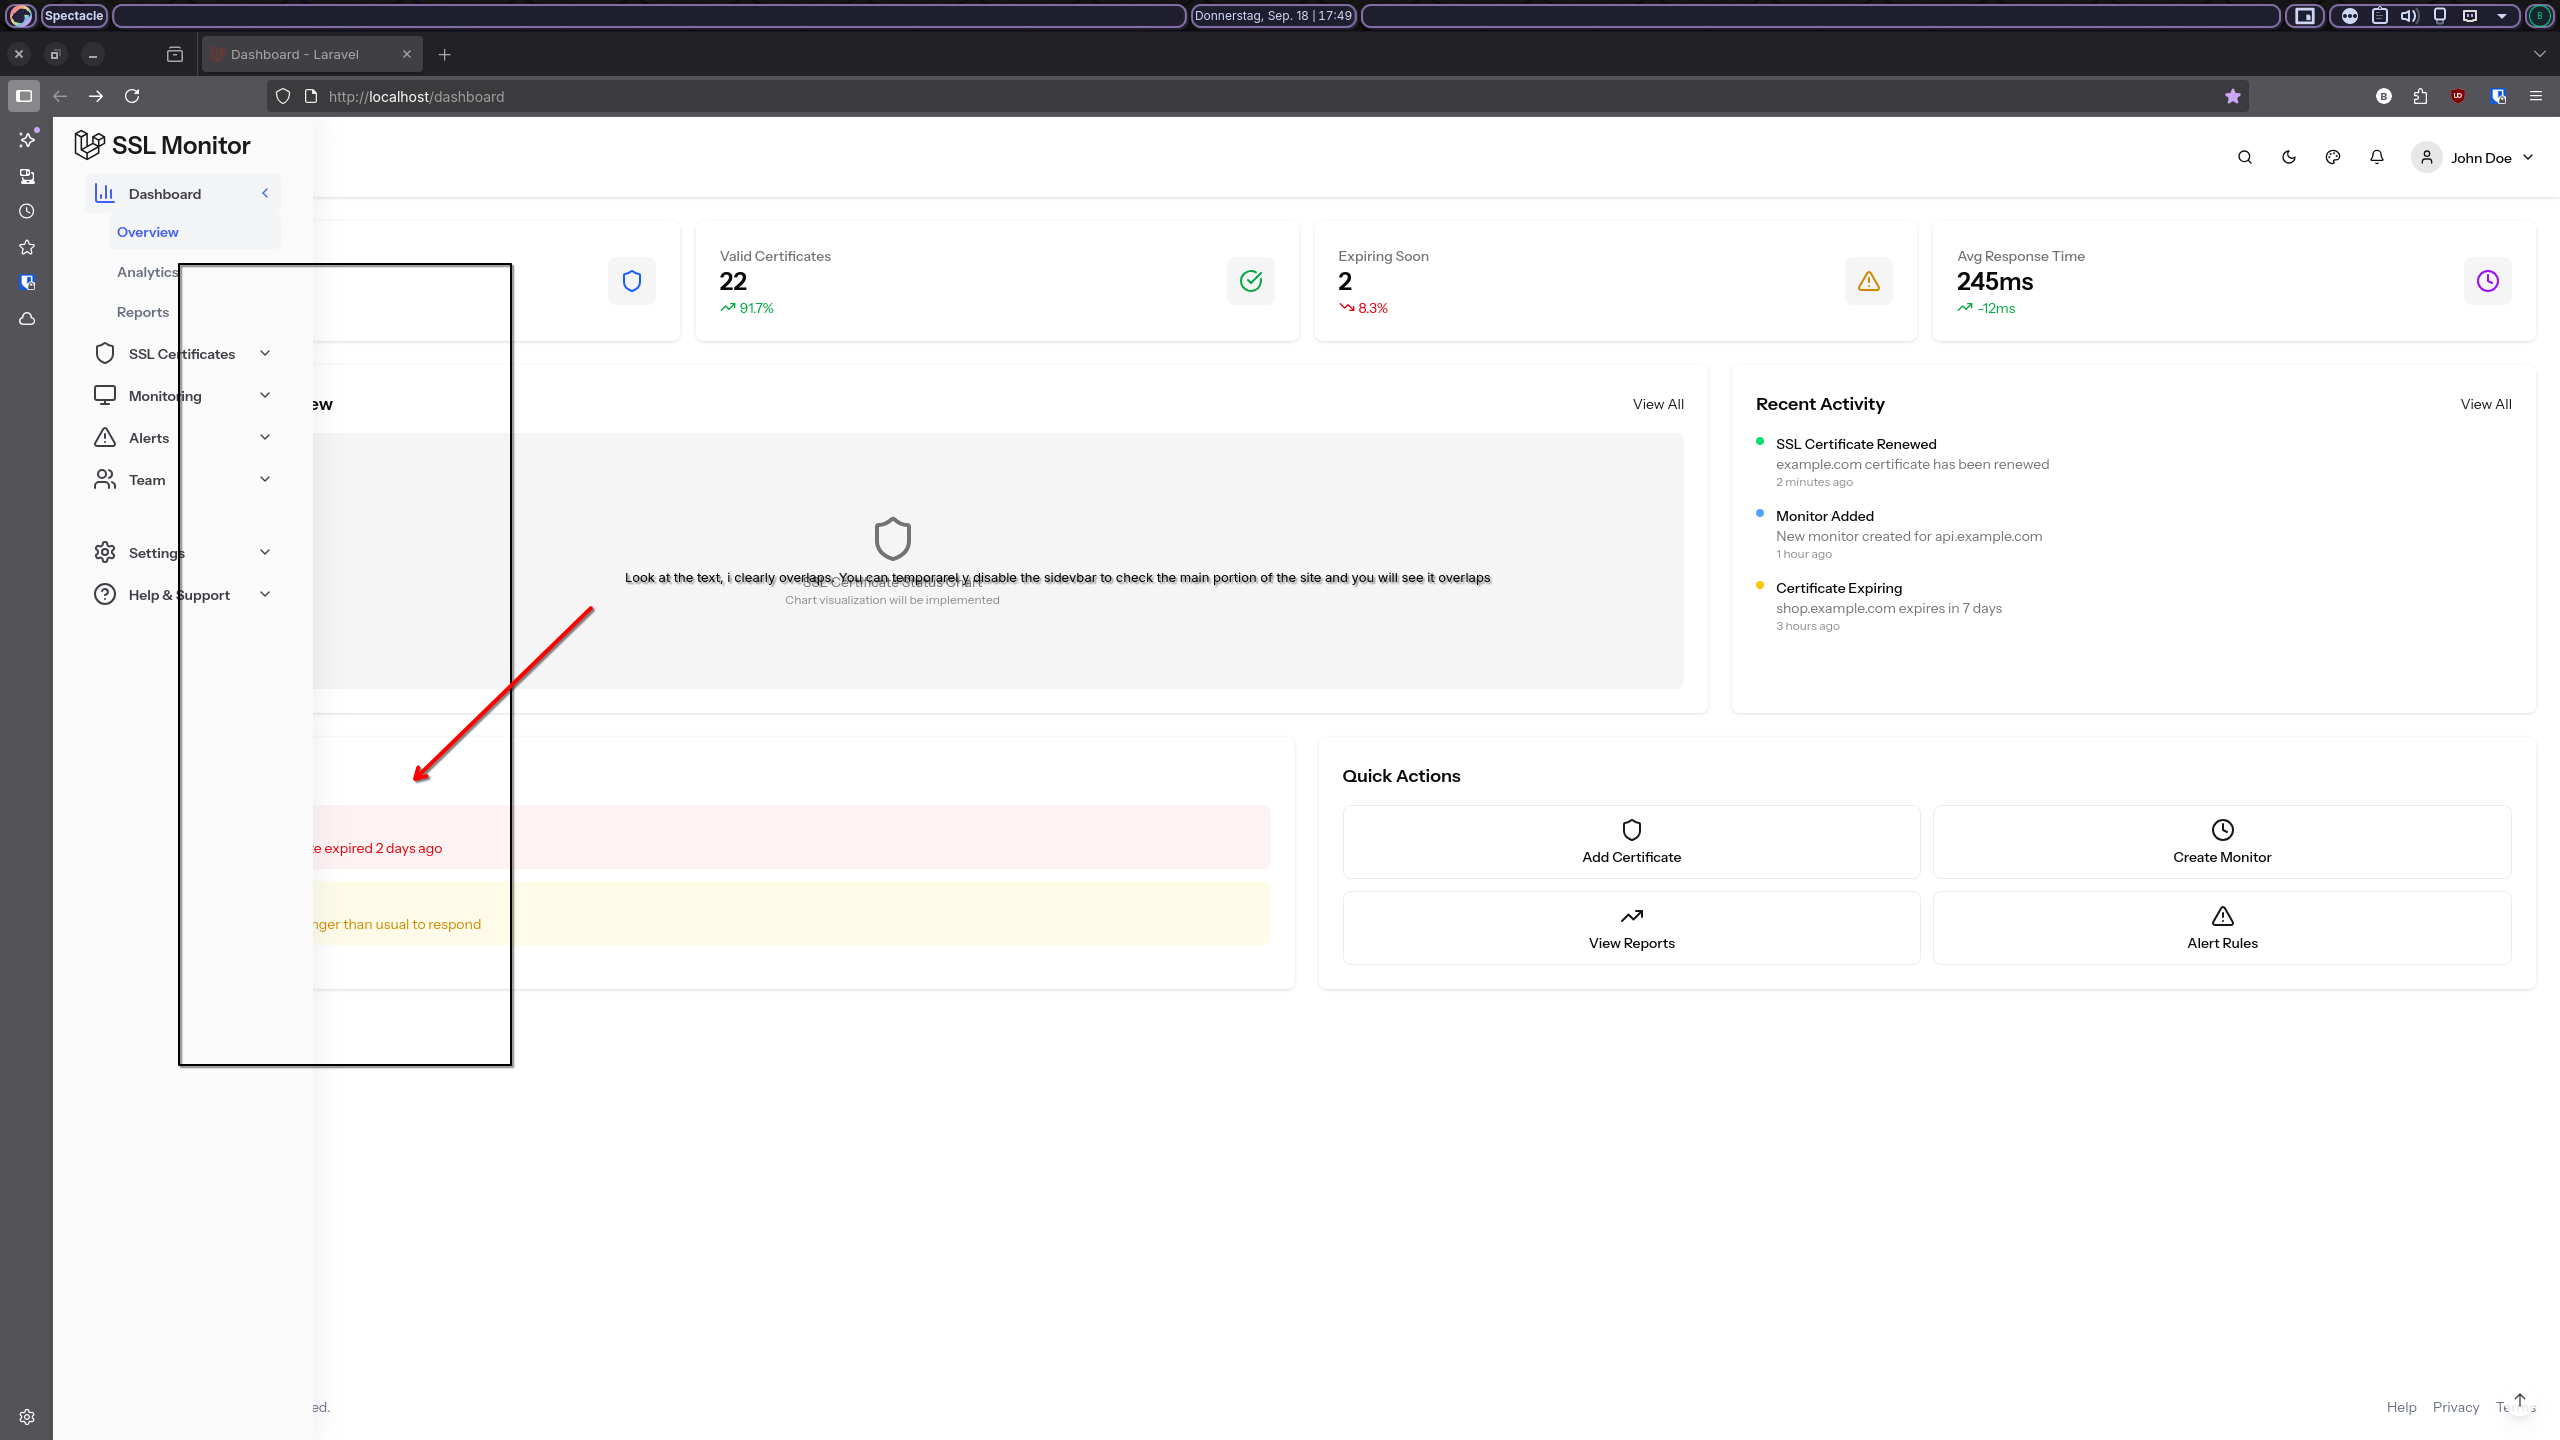 Spectacle
Donnerstag, Sep. 18 | 17:49
Dashboard - Laravel
http://localhost/dashboard
SSL Monitor
John Doe
Dashboard
Overview
Analytics
Reports
SSL Certificates
Monitoring
Alerts
Team
Settings
Help & Support
Valid Certificates
22
91.7%
Expiring Soon
2
8.3%
Avg Response Time
245ms
-12ms
ew
View All
Look at the text, i clearly overlaps. You can temporarel y disable the sidevbar to check the main portion of the site and you will see it overlaps
SSL Certificate Status Chart
Chart visualization will be implemented
Recent Activity
View All
SSL Certificate Renewed
example.com certificate has been renewed
2 minutes ago
Monitor Added
New monitor created for api.example.com
1 hour ago
Certificate Expiring
shop.example.com expires in 7 days
3 hours ago
e expired 2 days ago
nger than usual to respond
Quick Actions
Add Certificate
Create Monitor
View Reports
Alert Rules
ed.
Help
Privacy
Terms